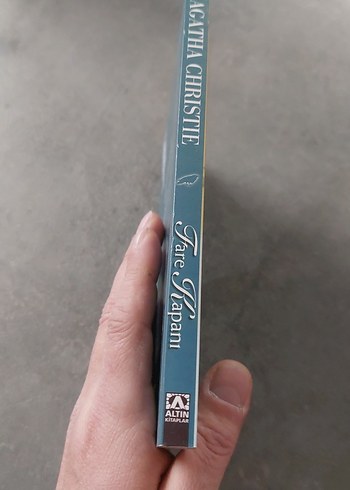 AGATHA CHRISTIE
Fare Kapanı
ALTIN
KİTAPLAR